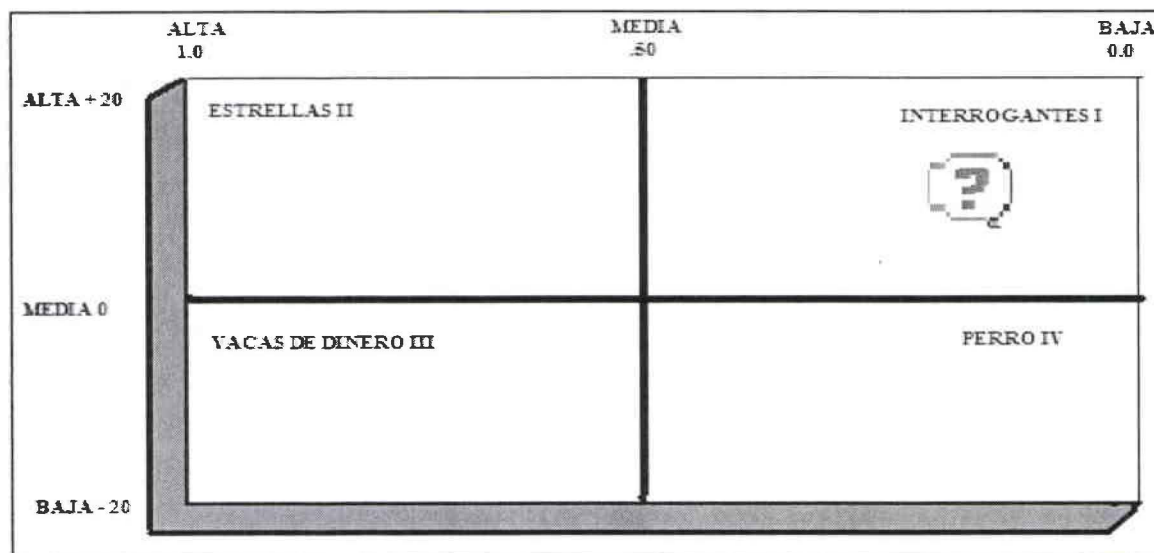 ALTA MEDIA BAJA
1.0 .50 0.0
ALTA + 20
ESTRELLAS II INTERROGANTES I
?
MEDIA 0
VACAS DE DINERO III PERRO IV
BAJA - 20